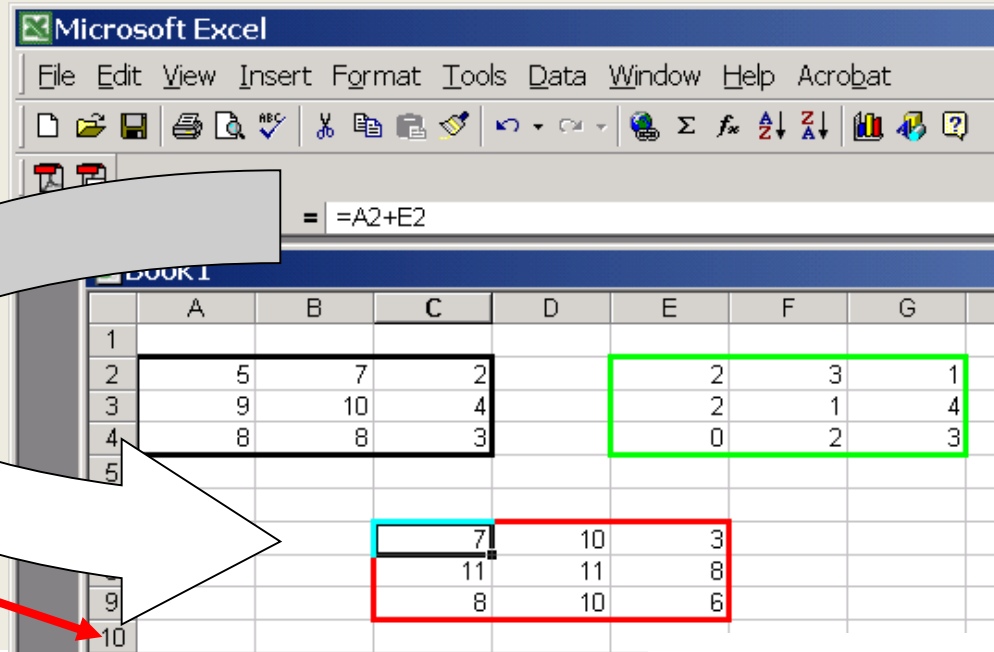 Microsoft Excel
File Edit View Insert Format Tools Data Window Help Acrobat
= =A2+E2
Book1
A B C D E F G
1
2 5 7 2 2 3 1
3 9 10 4 2 1 4
4 8 8 3 0 2 3
5
7 10 3
11 11 8
9 8 10 6
10